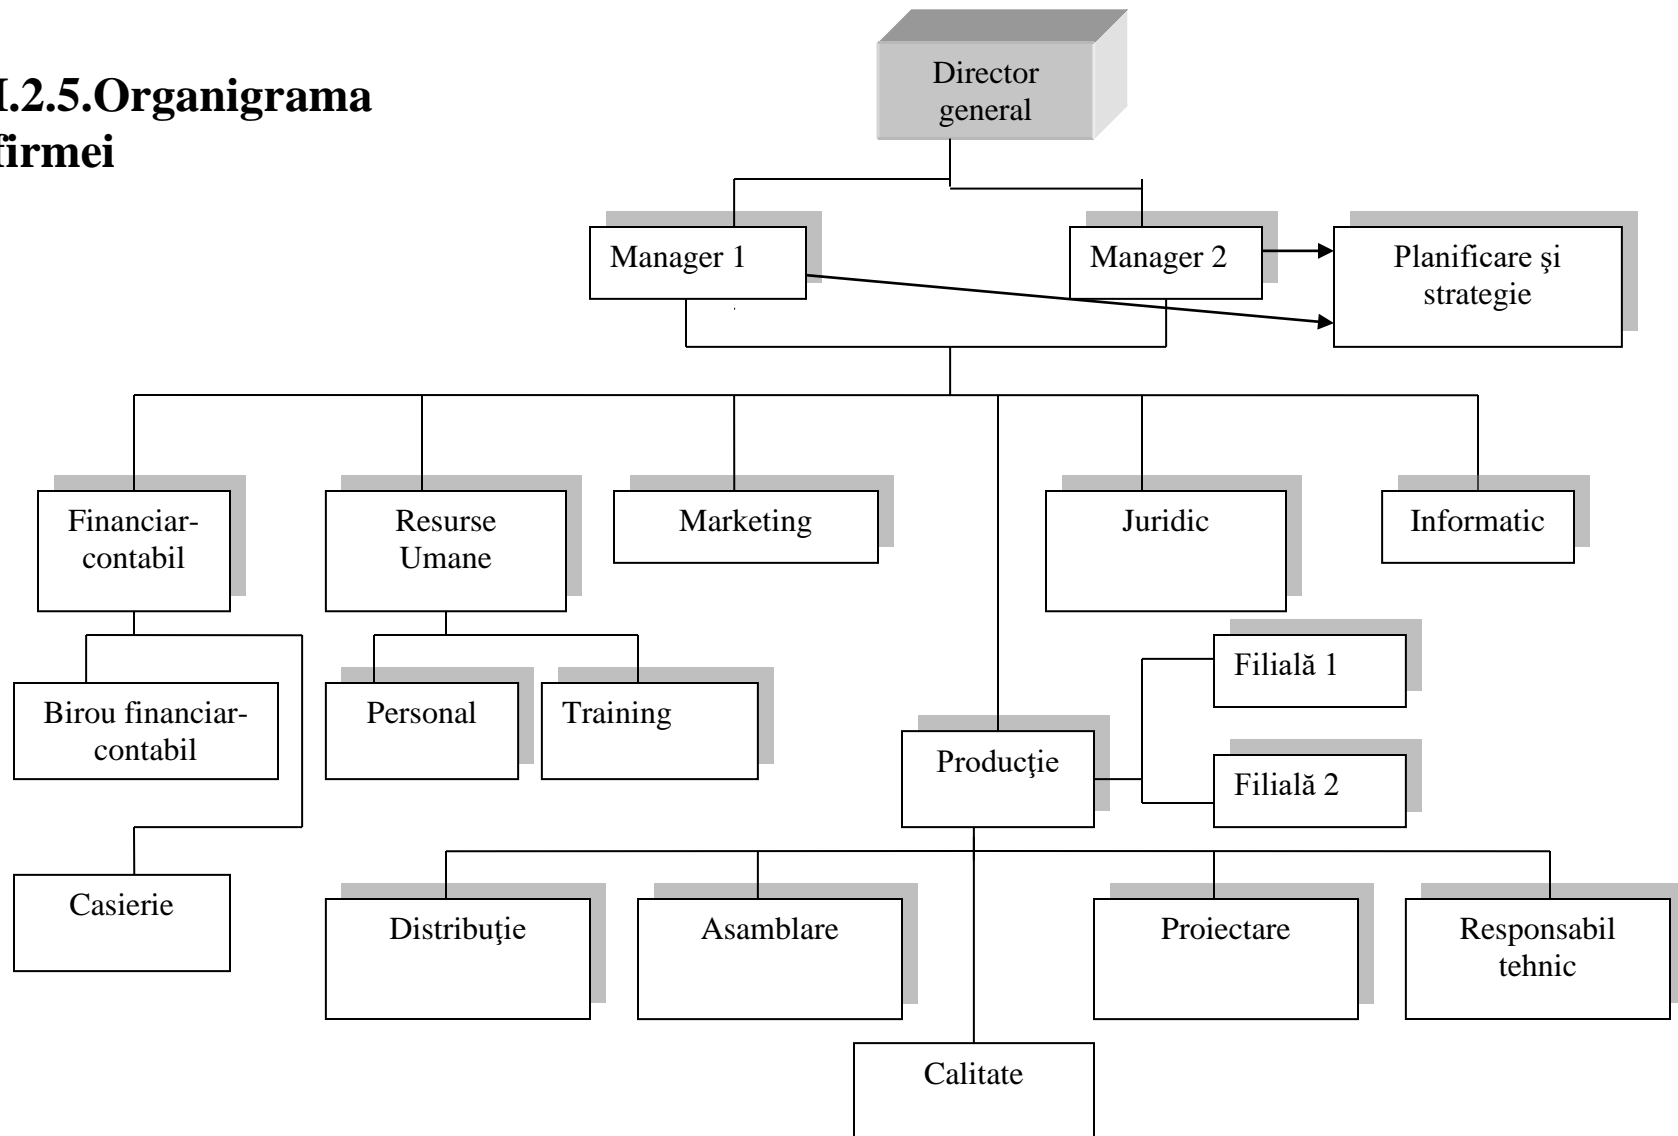 I.2.5.Organigrama
firmei
Director
general
Manager 1
Manager 2
Planificare şi
strategie
Financiar-
contabil
Resurse
Umane
Marketing
Juridic
Informatic
Birou financiar-
contabil
Personal
Training
Producţie
Filială 1
Filială 2
Casierie
Distribuţie
Asamblare
Proiectare
Responsabil
tehnic
Calitate